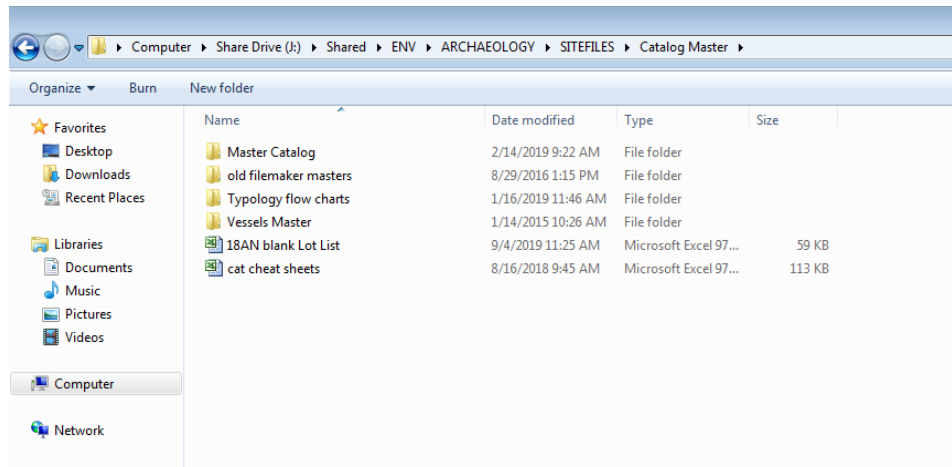 Computer ▸ Share Drive (J:) ▸ Shared ▸ ENV ▸ ARCHAEOLOGY ▸ SITEFILES ▸ Catalog Master ▸
Organize ▾ Burn New folder
Favorites
Desktop
Downloads
Recent Places
Libraries
Documents
Music
Pictures
Videos
Computer
Network
Name Date modified Type Size
Master Catalog 2/14/2019 9:22 AM File folder
old filemaker masters 8/29/2016 1:15 PM File folder
Typology flow charts 1/16/2019 11:46 AM File folder
Vessels Master 1/14/2015 10:26 AM File folder
18AN blank Lot List 9/4/2019 11:25 AM Microsoft Excel 97... 59 KB
cat cheat sheets 8/16/2018 9:45 AM Microsoft Excel 97... 113 KB